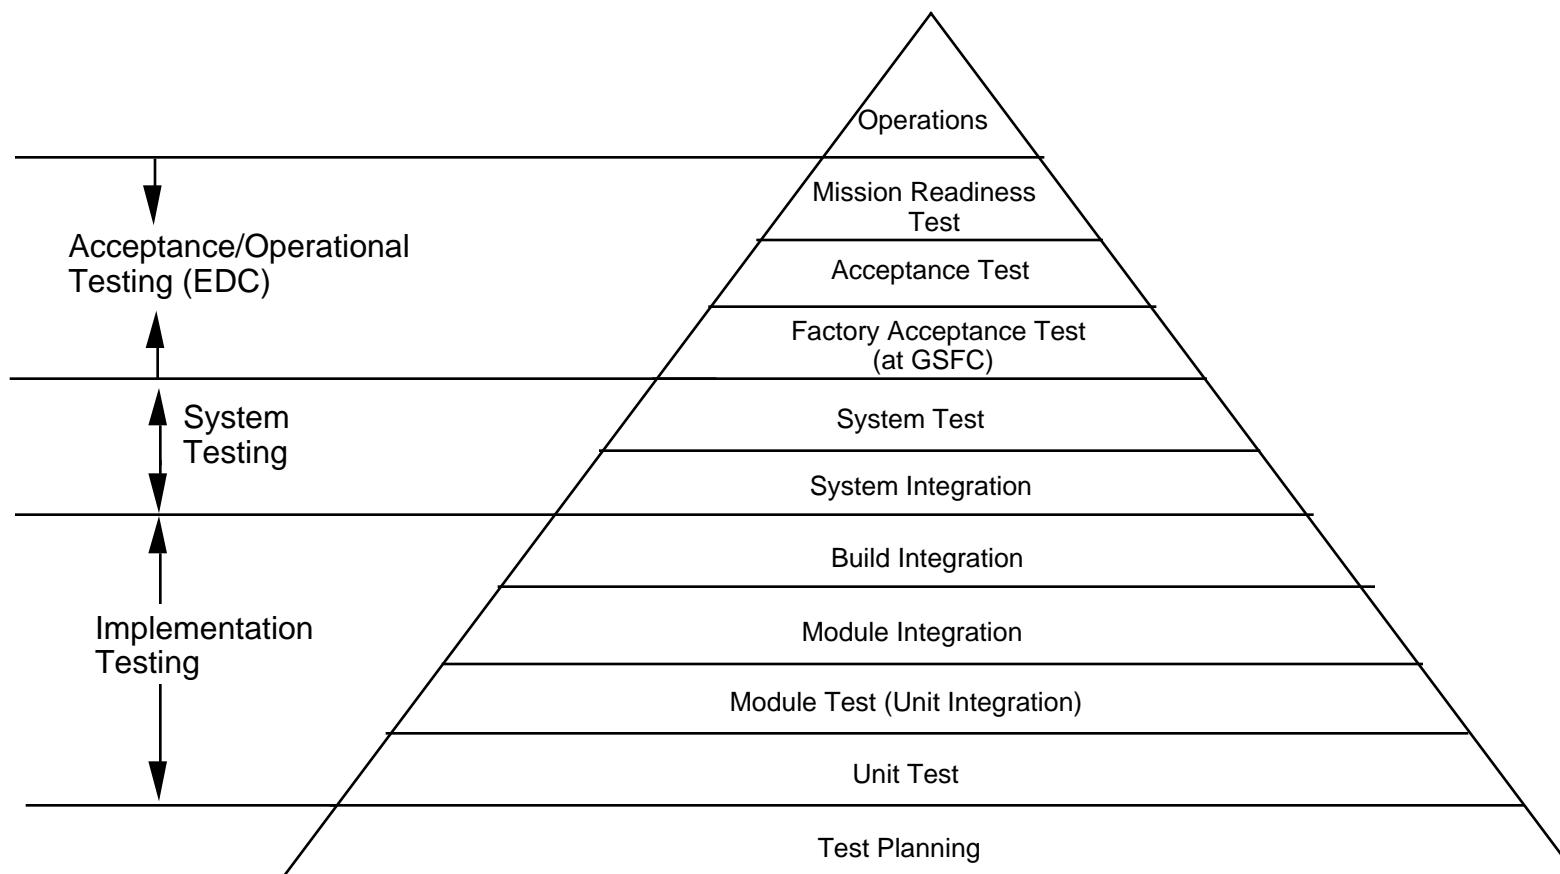 Operations
Mission Readiness
Test
Acceptance/Operational
Testing (EDC)
Acceptance Test
Factory Acceptance Test
(at GSFC)
System
Testing
System Test
System Integration
Build Integration
Implementation
Testing
Module Integration
Module Test (Unit Integration)
Unit Test
Test Planning